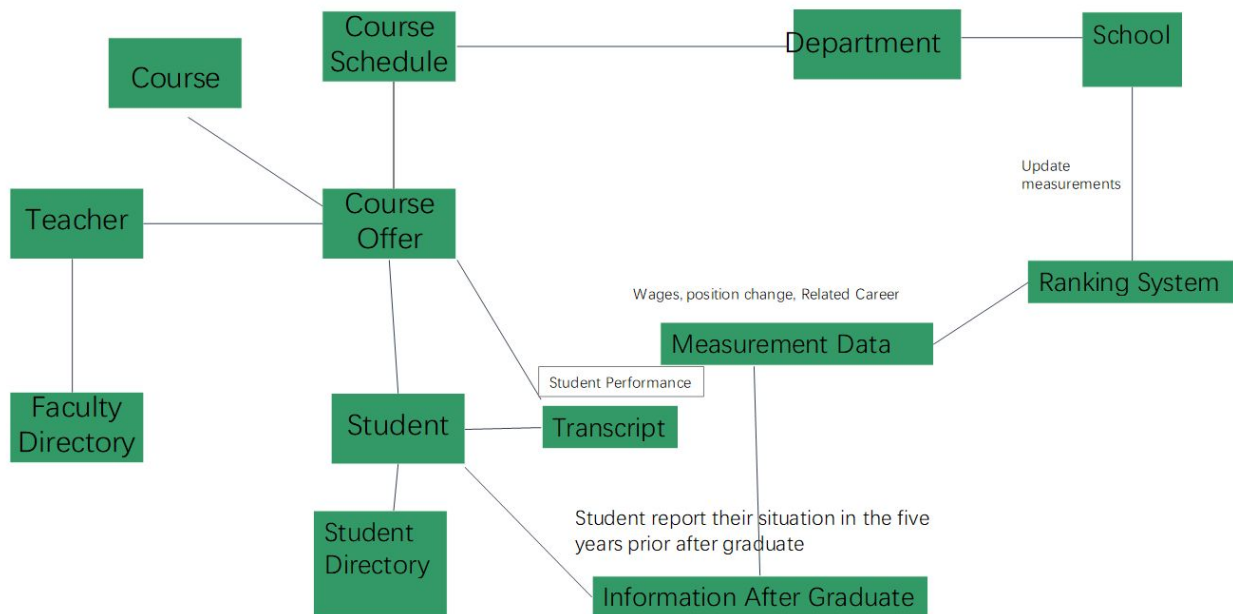 Course
Schedule
Department
School
Course
Update
measurements
Teacher
Course
Offer
Ranking System
Wages, position change, Related Career
Measurement Data
Student Performance
Faculty
Directory
Student
Transcript
Student report their situation in the five
years prior after graduate
Student
Directory
Information After Graduate